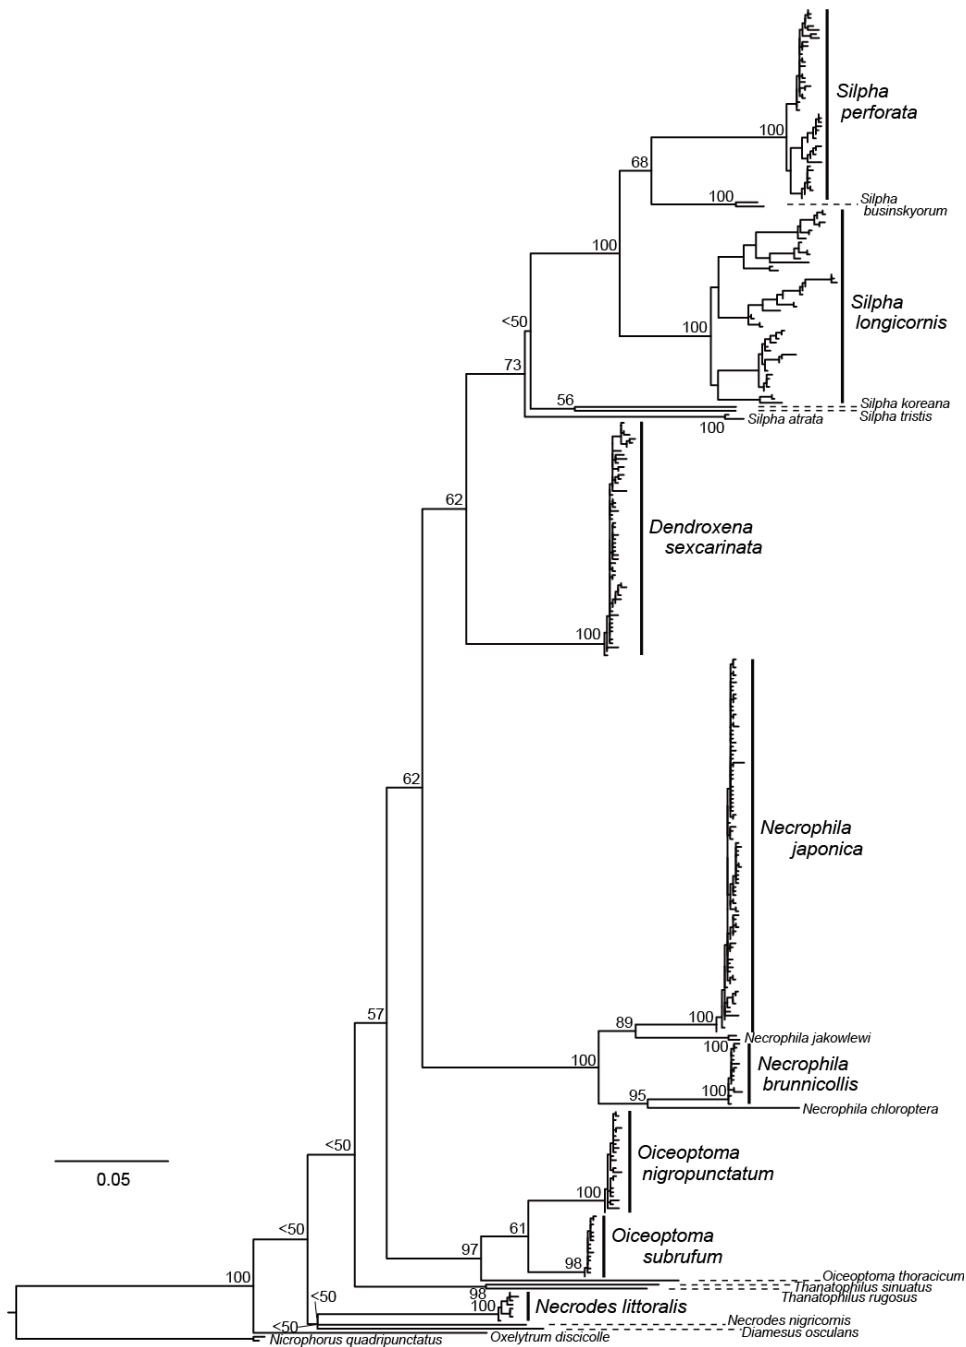 Silpha
perforata
100
68
100
Silpha
businskyorum
100
Silpha
longicornis
<50
100
73
56
Silpha koreana
Silpha tristis
Silpha atrata
100
62
Dendroxena
sexcarinata
100
62
Necrophila
japonica
57
89
100
Necrophila jakowlewi
100
100
Necrophila
brunnicollis
100
95
Necrophila chloroptera
<50
Oiceoptoma
nigropunctatum
0.05
100
<50
61
Oiceoptoma
subrufum
97
98
100
Oiceoptoma thoracicum
Thanatophilus sinuatus
98
Thanatophilus rugosus
<50
100
Necrodes littoralis
<50
Necrodes nigricornis
Diamesus osculans
Oxelytrum discicolle
Nicrophorus quadripunctatus